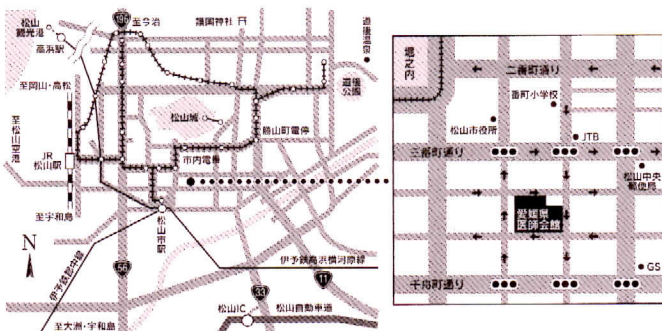 松山
観光港
高浜駅
196
至今治
護国神社
道後温泉
道後
公園
至岡山・高松
至松山空港
松山城
勝山町電停
JR
松山駅
市内電車
至宇和島
松山市駅
N
伊予鉄郡中線
伊予鉄高浜横河原線
56
33
11
松山IC
松山自動車道
至大洲・宇和島
堀之内
二番町通り
番町小学校
松山市役所
JTB
三番町通り
松山中央
郵便局
愛媛県
医師会館
GS
千舟町通り